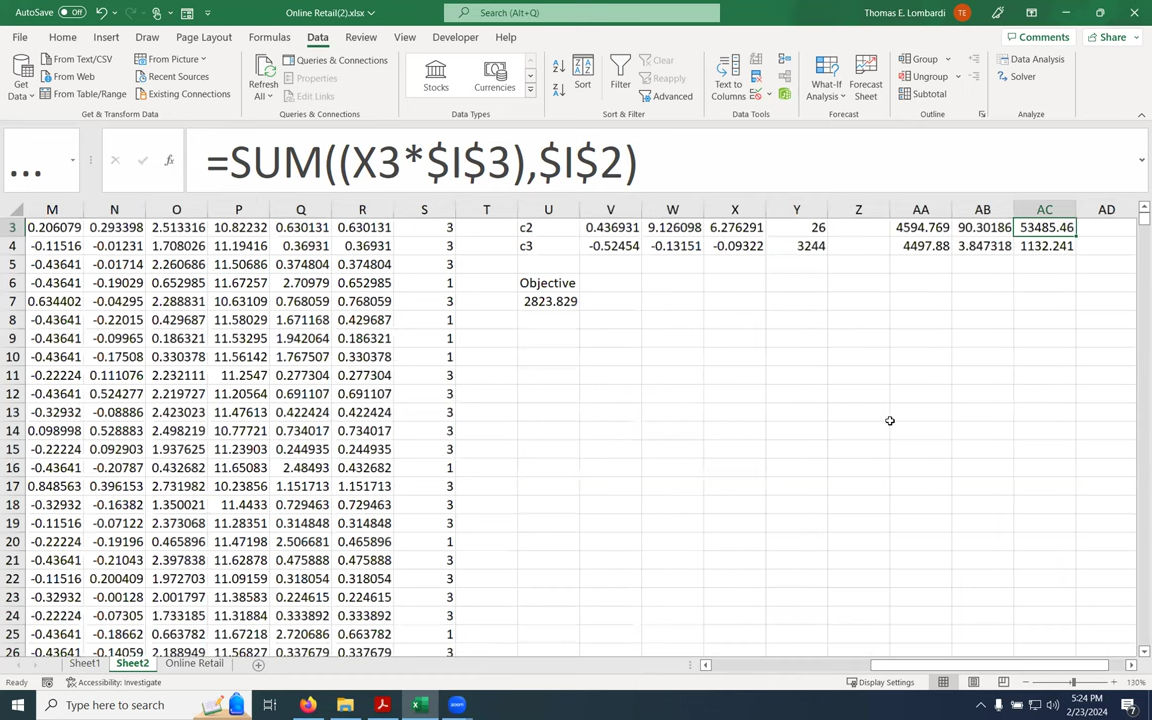 AutoSave Off Online Retail(2).xlsx Search (Alt+Q) Thomas E. Lombardi TE
File Home Insert Draw Page Layout Formulas Data Review View Developer Help Comments Share
Get Data From Text/CSV From Web From Table/Range From Picture Recent Sources Existing Connections Refresh All Queries & Connections Properties Edit Links Stocks Currencies Sort Filter Clear Reapply Advanced Text to Columns What-If Analysis Forecast Sheet Group Ungroup Subtotal Data Analysis Solver
Get & Transform Data Queries & Connections Data Types Sort & Filter Data Tools Forecast Outline Analyze
... fx =SUM((X3*$I$3),$I$2)
M N O P Q R S T U V W X Y Z AA AB AC AD
3 0.206079 0.293398 2.513316 10.82232 0.630131 0.630131 3 c2 0.436931 9.126098 6.276291 26 4594.769 90.30186 53485.46
4 -0.11516 -0.01231 1.708026 11.19416 0.36931 0.36931 3 c3 -0.52454 -0.13151 -0.09322 3244 4497.88 3.847318 1132.241
5 -0.43641 -0.01714 2.260686 11.50686 0.374804 0.374804 3
6 -0.43641 -0.19029 0.652985 11.67257 2.70979 0.652985 1 Objective
7 0.634402 -0.04295 2.288831 10.63109 0.768059 0.768059 3 2823.829
8 -0.43641 -0.22015 0.429687 11.58029 1.671168 0.429687 1
9 -0.43641 -0.09965 0.186321 11.53295 1.942064 0.186321 1
10 -0.43641 -0.17508 0.330378 11.56142 1.767507 0.330378 1
11 -0.22224 0.111076 2.232111 11.2547 0.277304 0.277304 3
12 -0.43641 0.524277 2.219727 11.20564 0.691107 0.691107 3
13 -0.32932 -0.08886 2.423023 11.47613 0.422424 0.422424 3
14 0.098998 0.528883 2.498219 10.77721 0.734017 0.734017 3
15 -0.22224 0.092903 1.937625 11.23903 0.244935 0.244935 3
16 -0.43641 -0.20787 0.432682 11.65083 2.48493 0.432682 1
17 0.848563 0.396153 2.731982 10.23856 1.151713 1.151713 3
18 -0.32932 -0.16382 1.350021 11.4433 0.729463 0.729463 3
19 -0.11516 -0.07122 2.373068 11.28351 0.314848 0.314848 3
20 -0.22224 -0.19196 0.465896 11.47198 2.506681 0.465896 1
21 -0.43641 -0.21043 2.397838 11.62878 0.475888 0.475888 3
22 -0.11516 0.200409 1.972703 11.09159 0.318054 0.318054 3
23 -0.32932 -0.00128 2.001797 11.38583 0.224615 0.224615 3
24 -0.22224 -0.07305 1.733185 11.31884 0.333892 0.333892 3
25 -0.43641 -0.18662 0.663782 11.67218 2.720686 0.663782 1
26 -0.43641 -0.14059 2.188949 11.56876 0.337679 0.337679 3
Sheet1 Sheet2 Online Retail
Ready Accessibility: Investigate Display Settings 130%
Type here to search 5:24 PM
2/23/2024 7